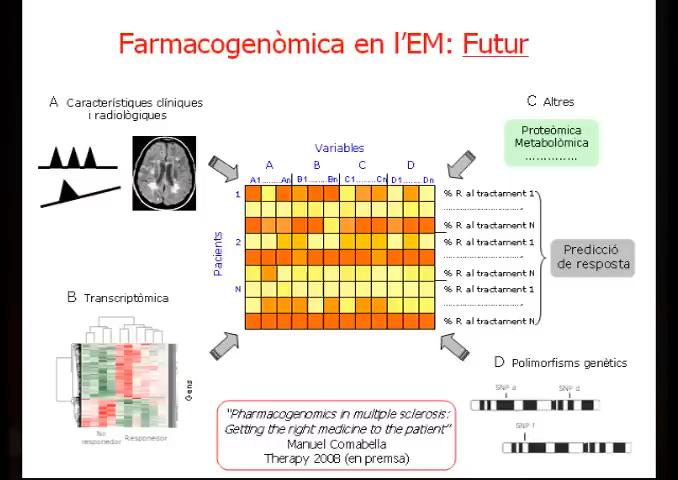 Farmacogenòmica en l'EM: Futur
A Característiques clíniques
i radiològiques
C Altres
Proteòmica
Metabolòmica
..............
Variables
A B C D
A1........An B1.......Bn C1.......Cn D1.......Dn
Pacients
1
2
N
% R al tractament 1
..........................
% R al tractament N
% R al tractament 1
..........................
% R al tractament N
% R al tractament 1
..........................
% R al tractament N
Predicció
de resposta
B Transcriptòmica
Gens
No
responedor
Responedor
D Polimorfisms genètics
SNP a
SNP d
SNP f
"Pharmacogenomics in multiple sclerosis:
Getting the right medicine to the patient"
Manuel Comabella
Therapy 2008 (en premsa)